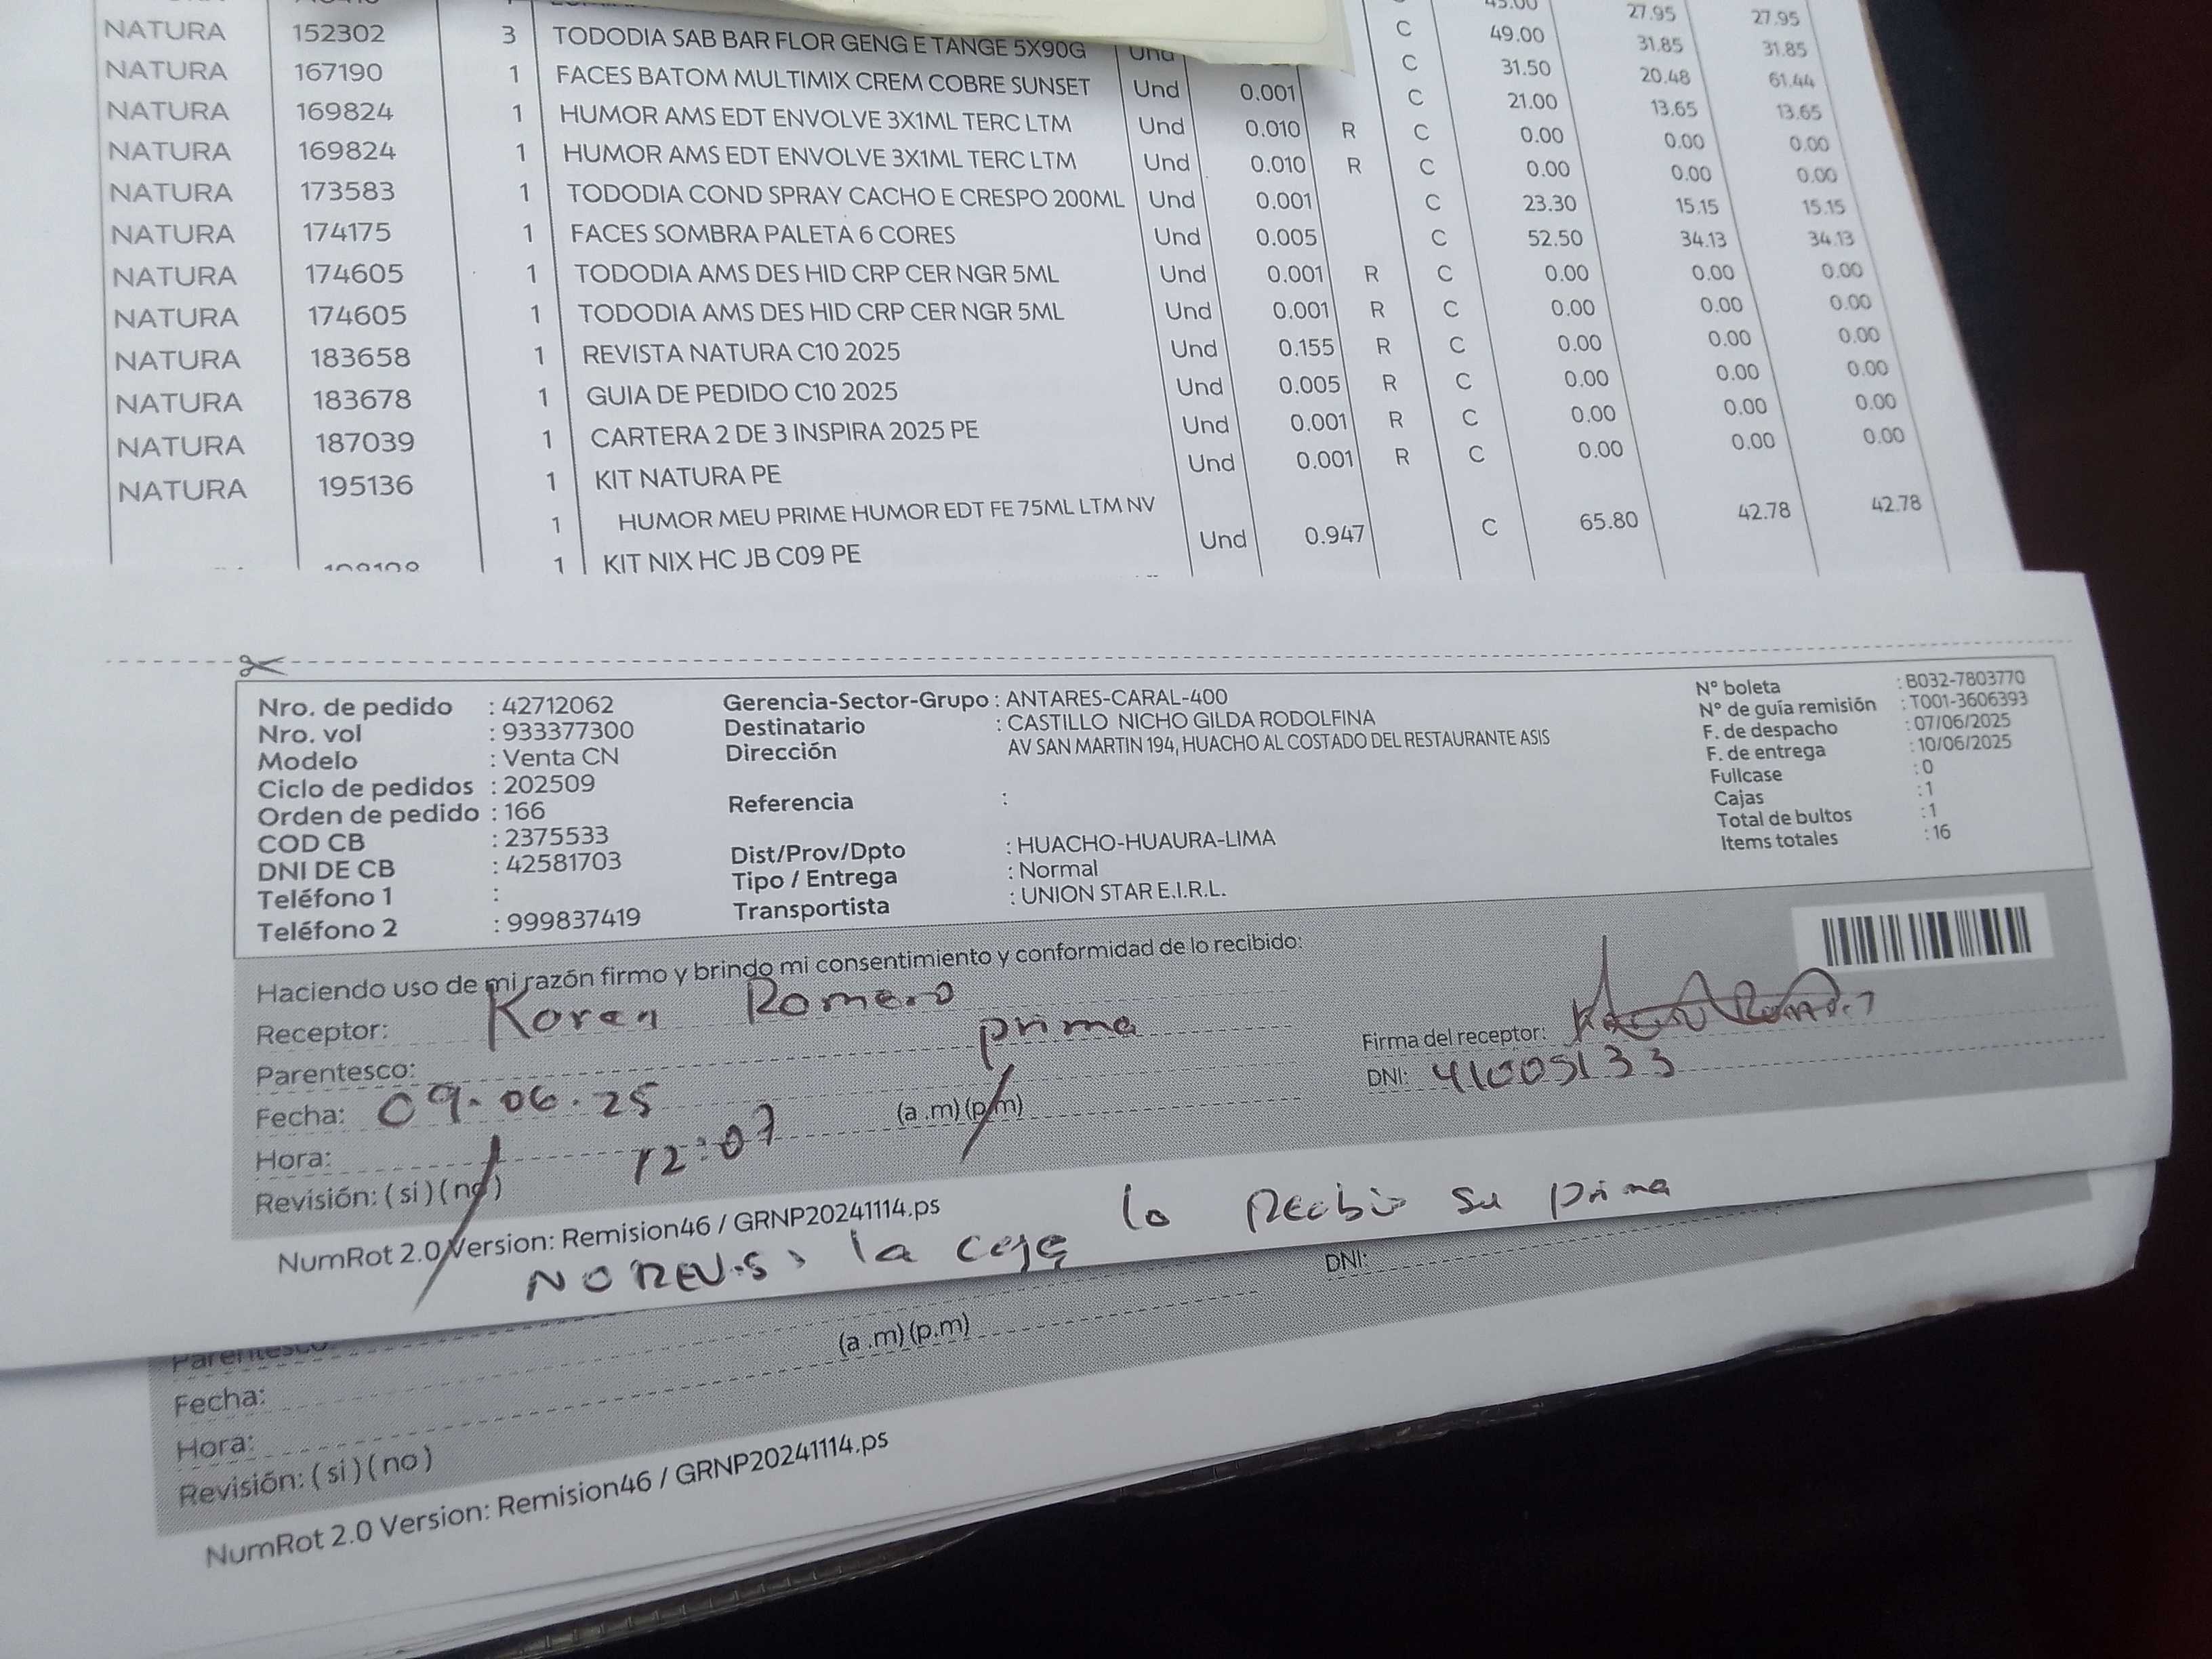 45.00 27.95 27.95
NATURA 152302 3 TODODIA SAB BAR FLOR GENG E TANGE 5X90G Und C 49.00 31.85 31.85
NATURA 167190 1 FACES BATOM MULTIMIX CREM COBRE SUNSET Und 0.001 C 31.50 20.48 61.44
NATURA 169824 1 HUMOR AMS EDT ENVOLVE 3X1ML TERC LTM Und 0.010 R C 21.00 13.65 13.65
NATURA 169824 1 HUMOR AMS EDT ENVOLVE 3X1ML TERC LTM Und 0.010 R C 0.00 0.00 0.00
NATURA 173583 1 TODODIA COND SPRAY CACHO E CRESPO 200ML Und 0.001 C 0.00 0.00 0.00
NATURA 174175 1 FACES SOMBRA PALETA 6 CORES Und 0.005 C 23.30 15.15 15.15
52.50 34.13 34.13
NATURA 174605 1 TODODIA AMS DES HID CRP CER NGR 5ML Und 0.001 R C 0.00 0.00 0.00
NATURA 174605 1 TODODIA AMS DES HID CRP CER NGR 5ML Und 0.001 R C 0.00 0.00 0.00
NATURA 183658 1 REVISTA NATURA C10 2025 Und 0.155 R C 0.00 0.00 0.00
NATURA 183678 1 GUIA DE PEDIDO C10 2025 Und 0.005 R C 0.00 0.00 0.00
NATURA 187039 1 CARTERA 2 DE 3 INSPIRA 2025 PE Und 0.001 R C 0.00 0.00 0.00
NATURA 195136 1 KIT NATURA PE Und 0.001 R C 0.00 0.00 0.00
1 HUMOR MEU PRIME HUMOR EDT FE 75ML LTM NV
1 KIT NIX HC JB C09 PE Und 0.947 C 65.80 42.78 42.78
Nro. de pedido : 42712062 Gerencia-Sector-Grupo : ANTARES-CARAL-400 N° boleta : B032-7803770
Nro. vol : 933377300 Destinatario : CASTILLO NICHO GILDA RODOLFINA N° de guía remisión : T001-3606393
Modelo : Venta CN Dirección AV SAN MARTIN 194, HUACHO AL COSTADO DEL RESTAURANTE ASIS F. de despacho : 07/06/2025
Ciclo de pedidos : 202509 F. de entrega : 10/06/2025
Orden de pedido : 166 Referencia : Fullcase : 0
COD CB : 2375533 Dist/Prov/Dpto : HUACHO-HUAURA-LIMA Cajas : 1
DNI DE CB : 42581703 Tipo / Entrega : Normal Total de bultos : 1
Teléfono 1 : Transportista : UNION STAR E.I.R.L. Items totales : 16
Teléfono 2 : 999837419
Haciendo uso de mi razón firmo y brindo mi consentimiento y conformidad de lo recibido:
Receptor: Karen Romero
Parentesco: prima Firma del receptor:
Fecha: 09.06.25 DNI: 41005133
Hora: 12:07 (a.m)(p.m)
Revisión: (si)(no)
NumRot 2.0 Version: Remision46 / GRNP20241114.ps
NO REVISO la caja lo Recibio su prima
DNI:
Parentesco:
Fecha: (a.m)(p.m)
Hora:
Revisión: (si)(no)
NumRot 2.0 Version: Remision46 / GRNP20241114.ps